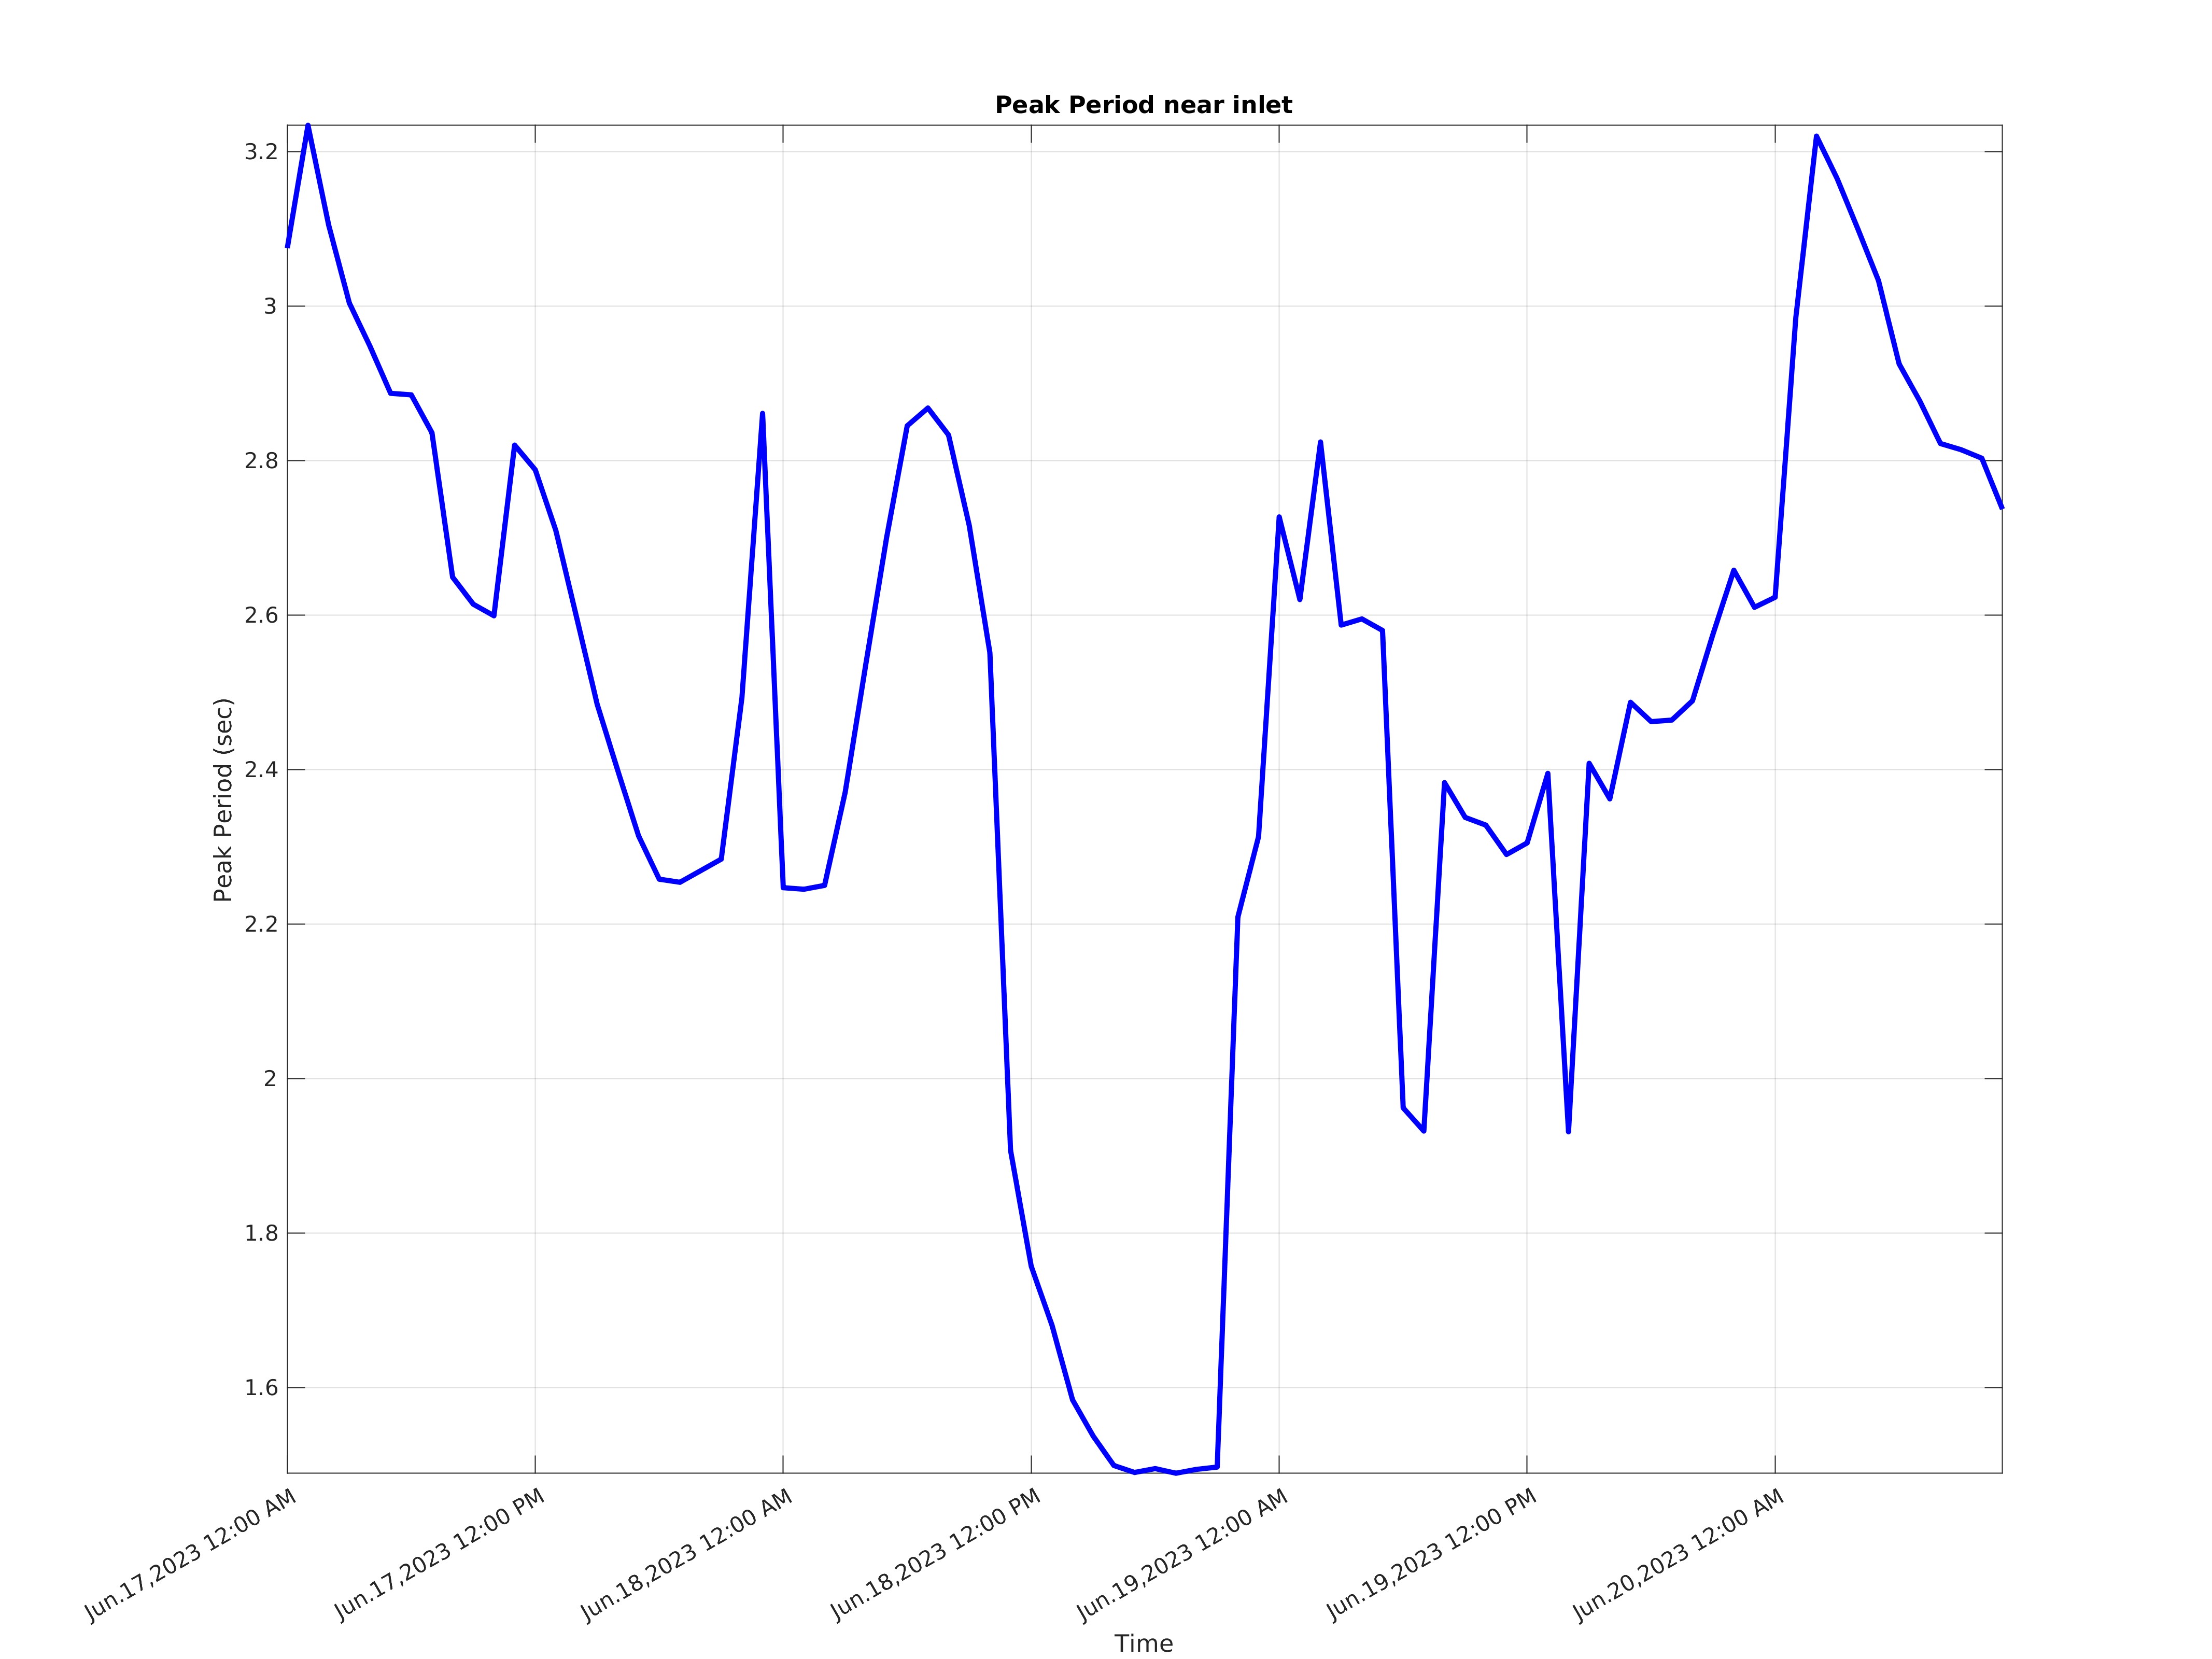 Peak Period near inlet
3.2
3
2.8
2.6
2.4
2.2
2
1.8
1.6
Peak Period (sec)
Jun.17,2023 12:00 AM
Jun.17,2023 12:00 PM
Jun.18,2023 12:00 AM
Jun.18,2023 12:00 PM
Jun.19,2023 12:00 AM
Jun.19,2023 12:00 PM
Jun.20,2023 12:00 AM
Time